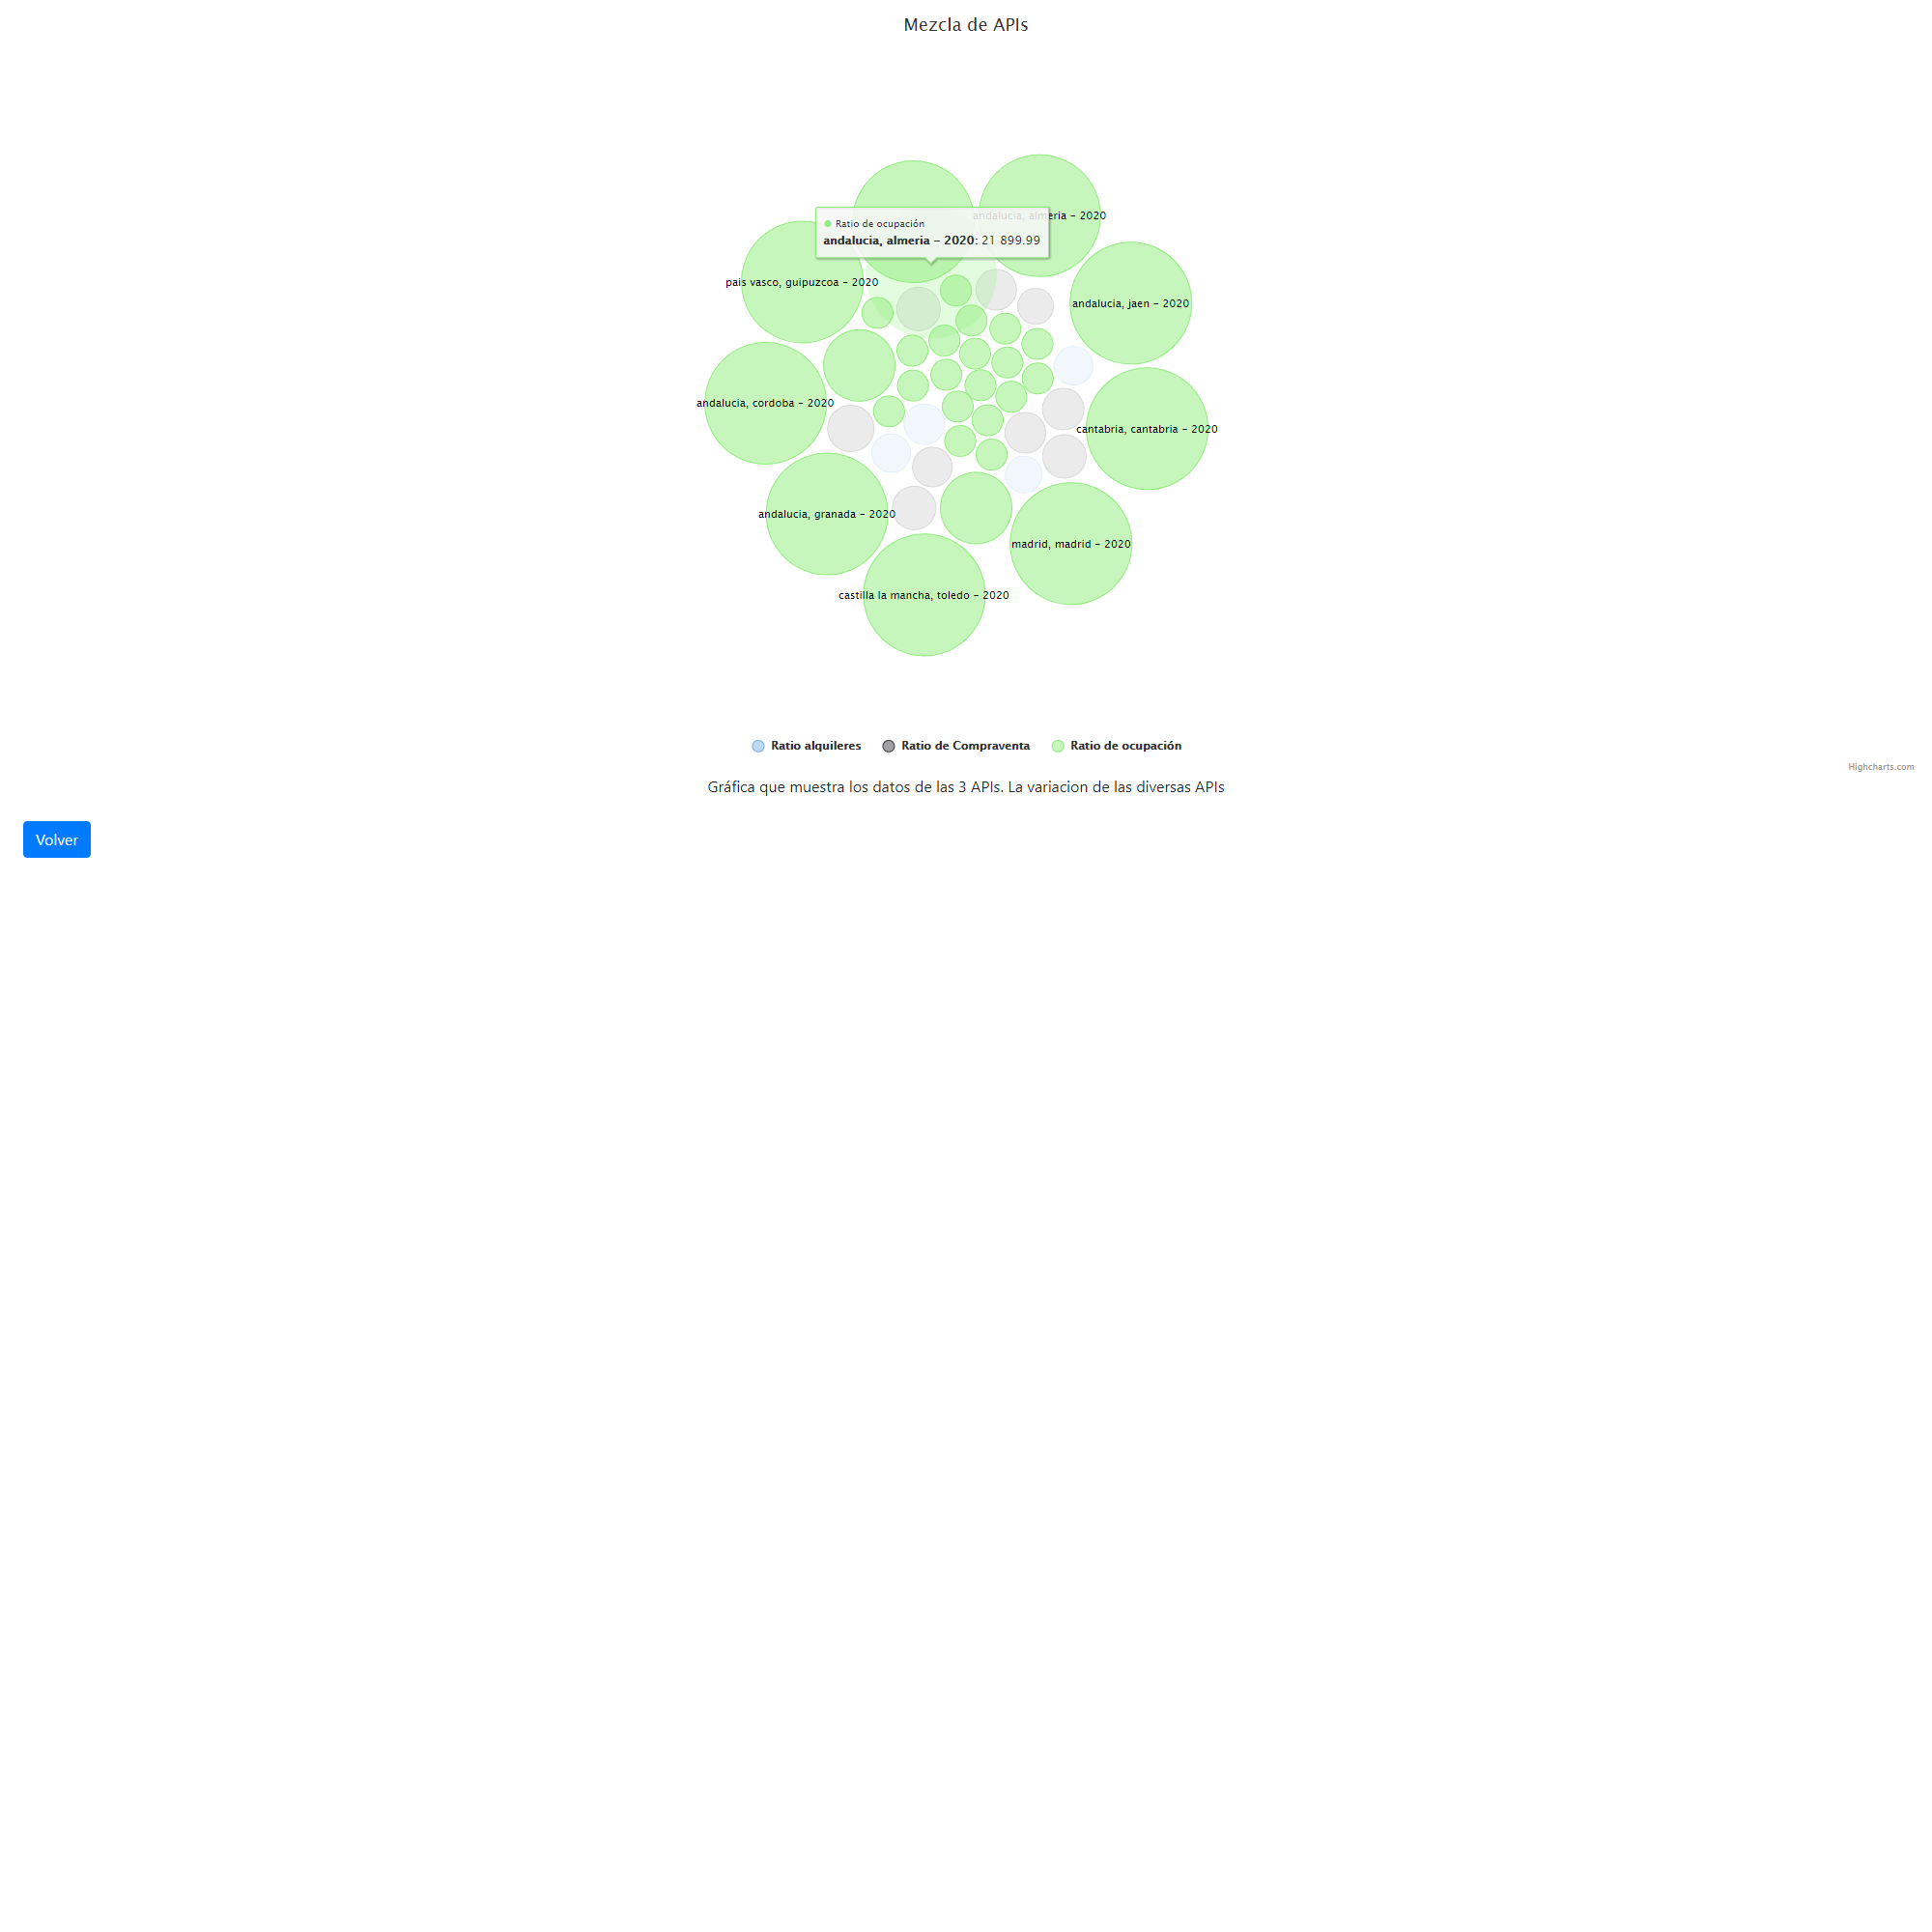 Mezcla de APIs
andalucia, almeria – 2020
Ratio de ocupación
andalucia, almeria – 2020: 21 899.99
pais vasco, guipuzcoa – 2020
andalucia, jaen – 2020
andalucia, cordoba – 2020
cantabria, cantabria – 2020
andalucia, granada – 2020
madrid, madrid – 2020
castilla la mancha, toledo – 2020
Ratio alquileres Ratio de Compraventa Ratio de ocupación
Highcharts.com
Gráfica que muestra los datos de las 3 APIs. La variacion de las diversas APIs
Volver